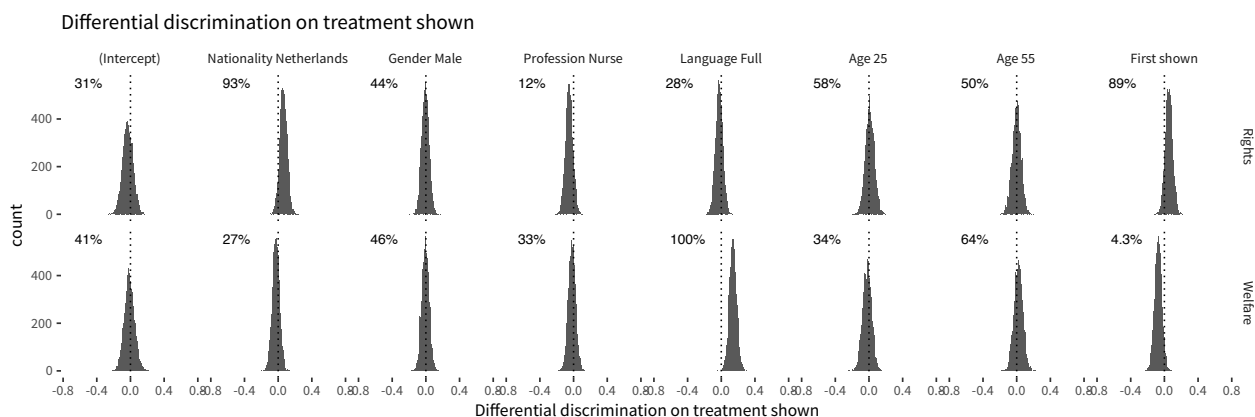 Differential discrimination on treatment shown
(Intercept) Nationality Netherlands Gender Male Profession Nurse Language Full Age 25 Age 55 First shown
31% 93% 44% 12% 28% 58% 50% 89%
400
200
0
Rights
count
41% 27% 46% 33% 100% 34% 64% 4.3%
400
200
0
Welfare
-0.8 -0.4 0.0 0.4 0.8 -0.8 -0.4 0.0 0.4 0.8 -0.8 -0.4 0.0 0.4 0.8 -0.8 -0.4 0.0 0.4 0.8 -0.8 -0.4 0.0 0.4 0.8 -0.8 -0.4 0.0 0.4 0.8 -0.8 -0.4 0.0 0.4 0.8 -0.8 -0.4 0.0 0.4 0.8
Differential discrimination on treatment shown